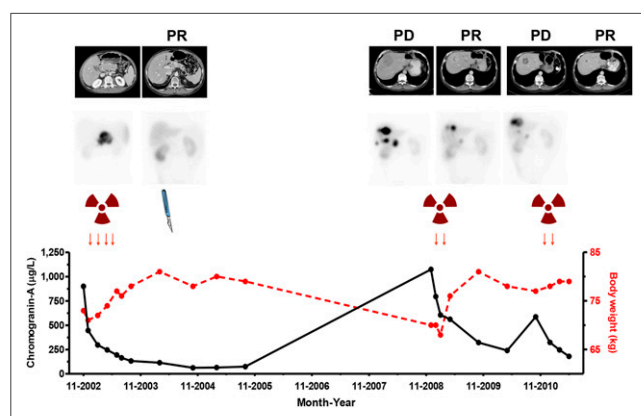 PR
PD
PR
PD
PR
1,250
1,000
750
500
250
0
Chromogranin-A (µg/L)
85
80
75
70
65
Body weight (kg)
11-2002
11-2003
11-2004
11-2005
11-2006
11-2007
11-2008
11-2009
11-2010
Month-Year